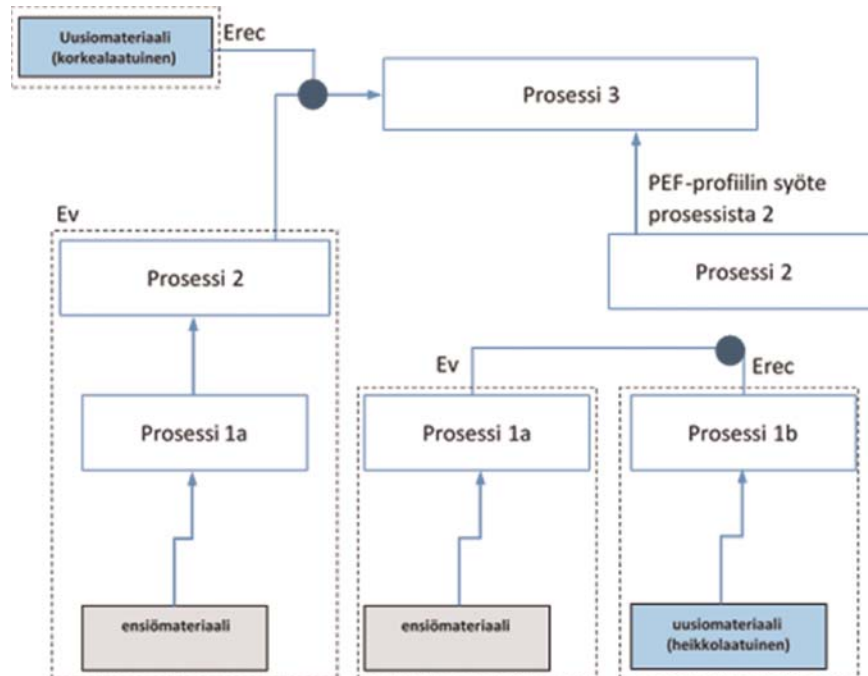 Uusiomateriaali
(korkealaatuinen)
Erec
Prosessi 3
PEF-profiilin syöte
prosessista 2
Ev
Prosessi 2
Prosessi 2
Ev
Erec
Prosessi 1a
Prosessi 1a
Prosessi 1b
ensiömateriaali
ensiömateriaali
uusiomateriaali
(heikkolaatuinen)